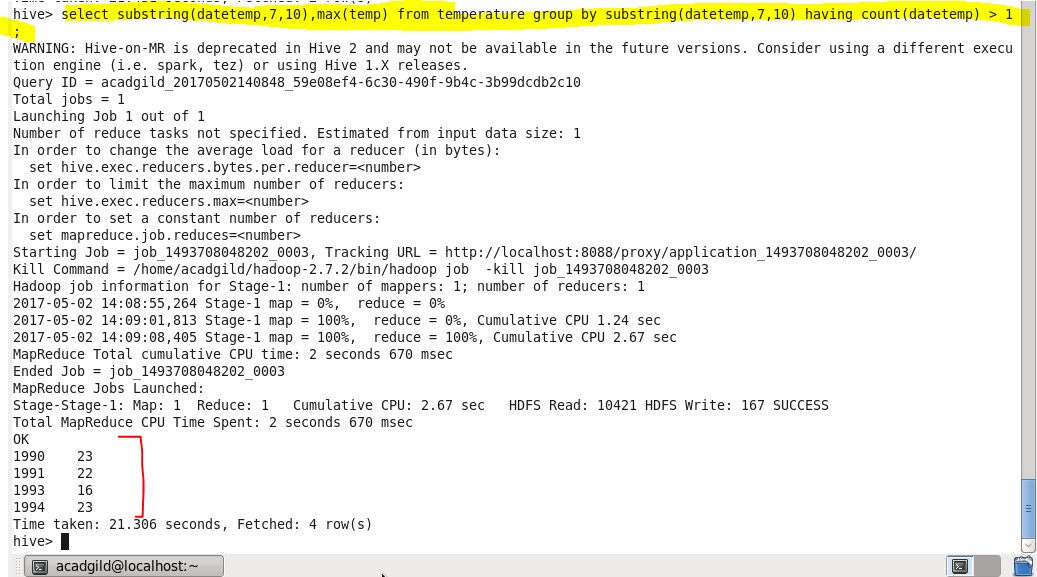 hive> select substring(datetemp,7,10),max(temp) from temperature group by substring(datetemp,7,10) having count(datetemp) > 1
;
WARNING: Hive-on-MR is deprecated in Hive 2 and may not be available in the future versions. Consider using a different execu
tion engine (i.e. spark, tez) or using Hive 1.X releases.
Query ID = acadgild_20170502140848_59e08ef4-6c30-490f-9b4c-3b99dcdb2c10
Total jobs = 1
Launching Job 1 out of 1
Number of reduce tasks not specified. Estimated from input data size: 1
In order to change the average load for a reducer (in bytes):
  set hive.exec.reducers.bytes.per.reducer=<number>
In order to limit the maximum number of reducers:
  set hive.exec.reducers.max=<number>
In order to set a constant number of reducers:
  set mapreduce.job.reduces=<number>
Starting Job = job_1493708048202_0003, Tracking URL = http://localhost:8088/proxy/application_1493708048202_0003/
Kill Command = /home/acadgild/hadoop-2.7.2/bin/hadoop job  -kill job_1493708048202_0003
Hadoop job information for Stage-1: number of mappers: 1; number of reducers: 1
2017-05-02 14:08:55,264 Stage-1 map = 0%,  reduce = 0%
2017-05-02 14:09:01,813 Stage-1 map = 100%,  reduce = 0%, Cumulative CPU 1.24 sec
2017-05-02 14:09:08,405 Stage-1 map = 100%,  reduce = 100%, Cumulative CPU 2.67 sec
MapReduce Total cumulative CPU time: 2 seconds 670 msec
Ended Job = job_1493708048202_0003
MapReduce Jobs Launched:
Stage-Stage-1: Map: 1  Reduce: 1   Cumulative CPU: 2.67 sec   HDFS Read: 10421 HDFS Write: 167 SUCCESS
Total MapReduce CPU Time Spent: 2 seconds 670 msec
OK
1990    23
1991    22
1993    16
1994    23
Time taken: 21.306 seconds, Fetched: 4 row(s)
hive>
acadgild@localhost:~